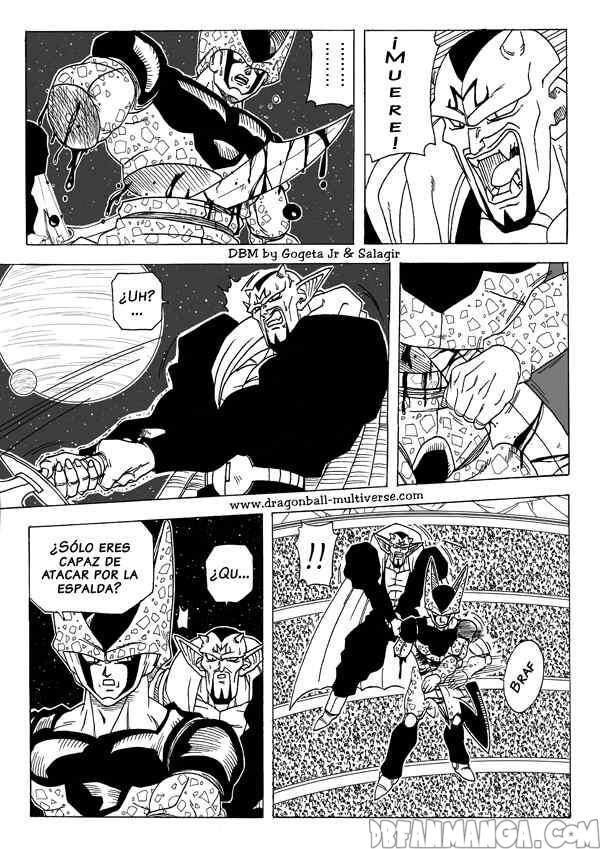 .........
¡MUERE!
DBM by Gogeta Jr & Salagir
¿UH?
...
www.dragonball-multiverse.com
¿SÓLO ERES
CAPAZ DE
ATACAR POR LA
ESPALDA?
¿QU...
!!
BRAF
DBFANMANGA.COM